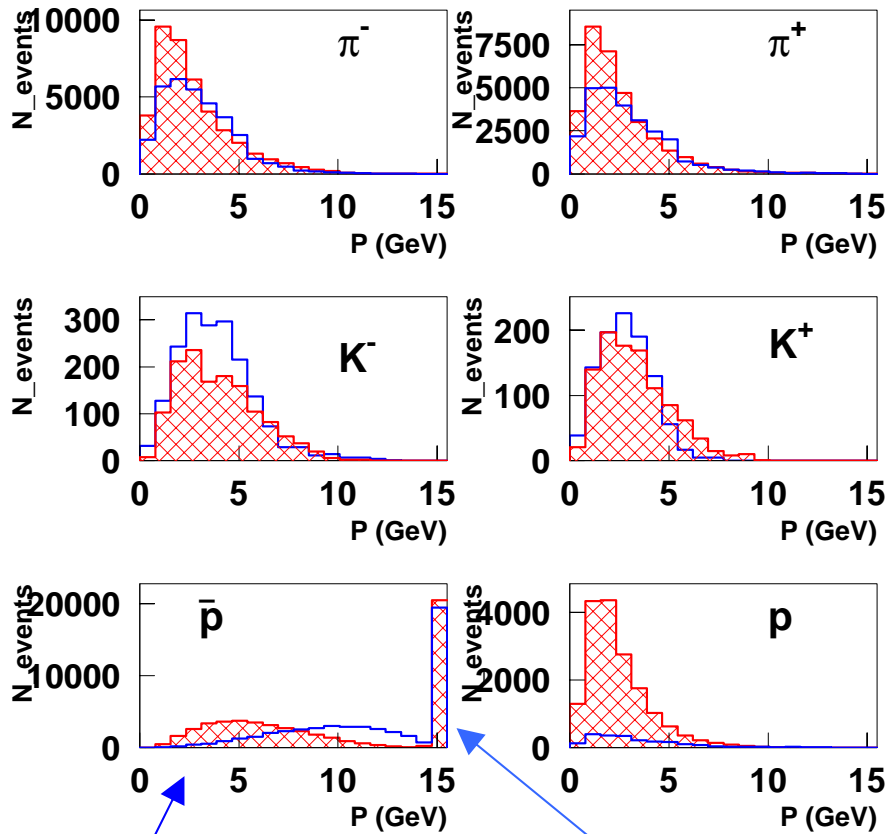 π⁻
N_events
10000
5000
0
0 5 10 15
P (GeV)
π⁺
N_events
7500
5000
2500
0
0 5 10 15
P (GeV)
K⁻
N_events
300
200
100
0
0 5 10 15
P (GeV)
K⁺
N_events
200
100
0
0 5 10 15
P (GeV)
p̄
N_events
20000
10000
0
0 5 10 15
P (GeV)
p
N_events
4000
2000
0
0 5 10 15
P (GeV)